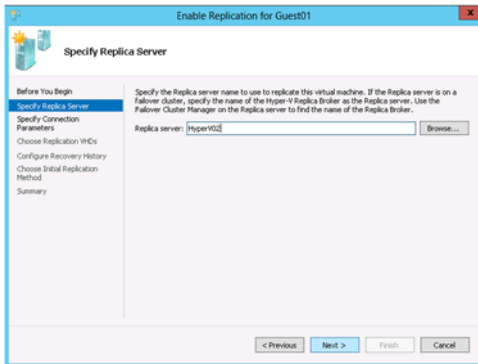 Enable Replication for Guest01
x
Specify Replica Server
Before You Begin
Specify Replica Server
Specify Connection
Parameters
Choose Replication VHDs
Configure Recovery History
Choose Initial Replication
Method
Summary
Specify the Replica server name to use to replicate this virtual machine. If the Replica server is on a
failover cluster, specify the name of the Hyper-V Replica Broker as the Replica server. Use the
Failover Cluster Manager on the Replica server to find the name of the Replica Broker.
Replica server: HyperV02
Browse...
< Previous
Next >
Finish
Cancel